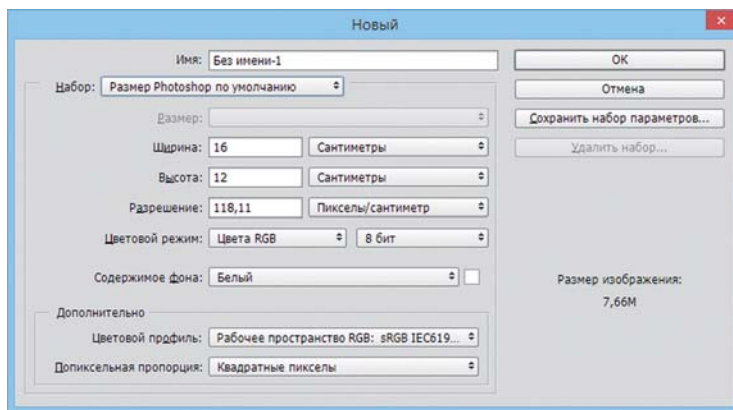 Новый
Имя: Без имени-1
ОК
Набор: Размер Photoshop по умолчанию
Отмена
Размер:
Сохранить набор параметров...
Ширина: 16 Сантиметры
Удалить набор...
Высота: 12 Сантиметры
Разрешение: 118,11 Пикселы/сантиметр
Цветовой режим: Цвета RGB 8 бит
Содержимое фона: Белый
Размер изображения:
7,66M
Дополнительно
Цветовой профиль: Рабочее пространство RGB: sRGB IEC619...
Попиксельная пропорция: Квадратные пикселы